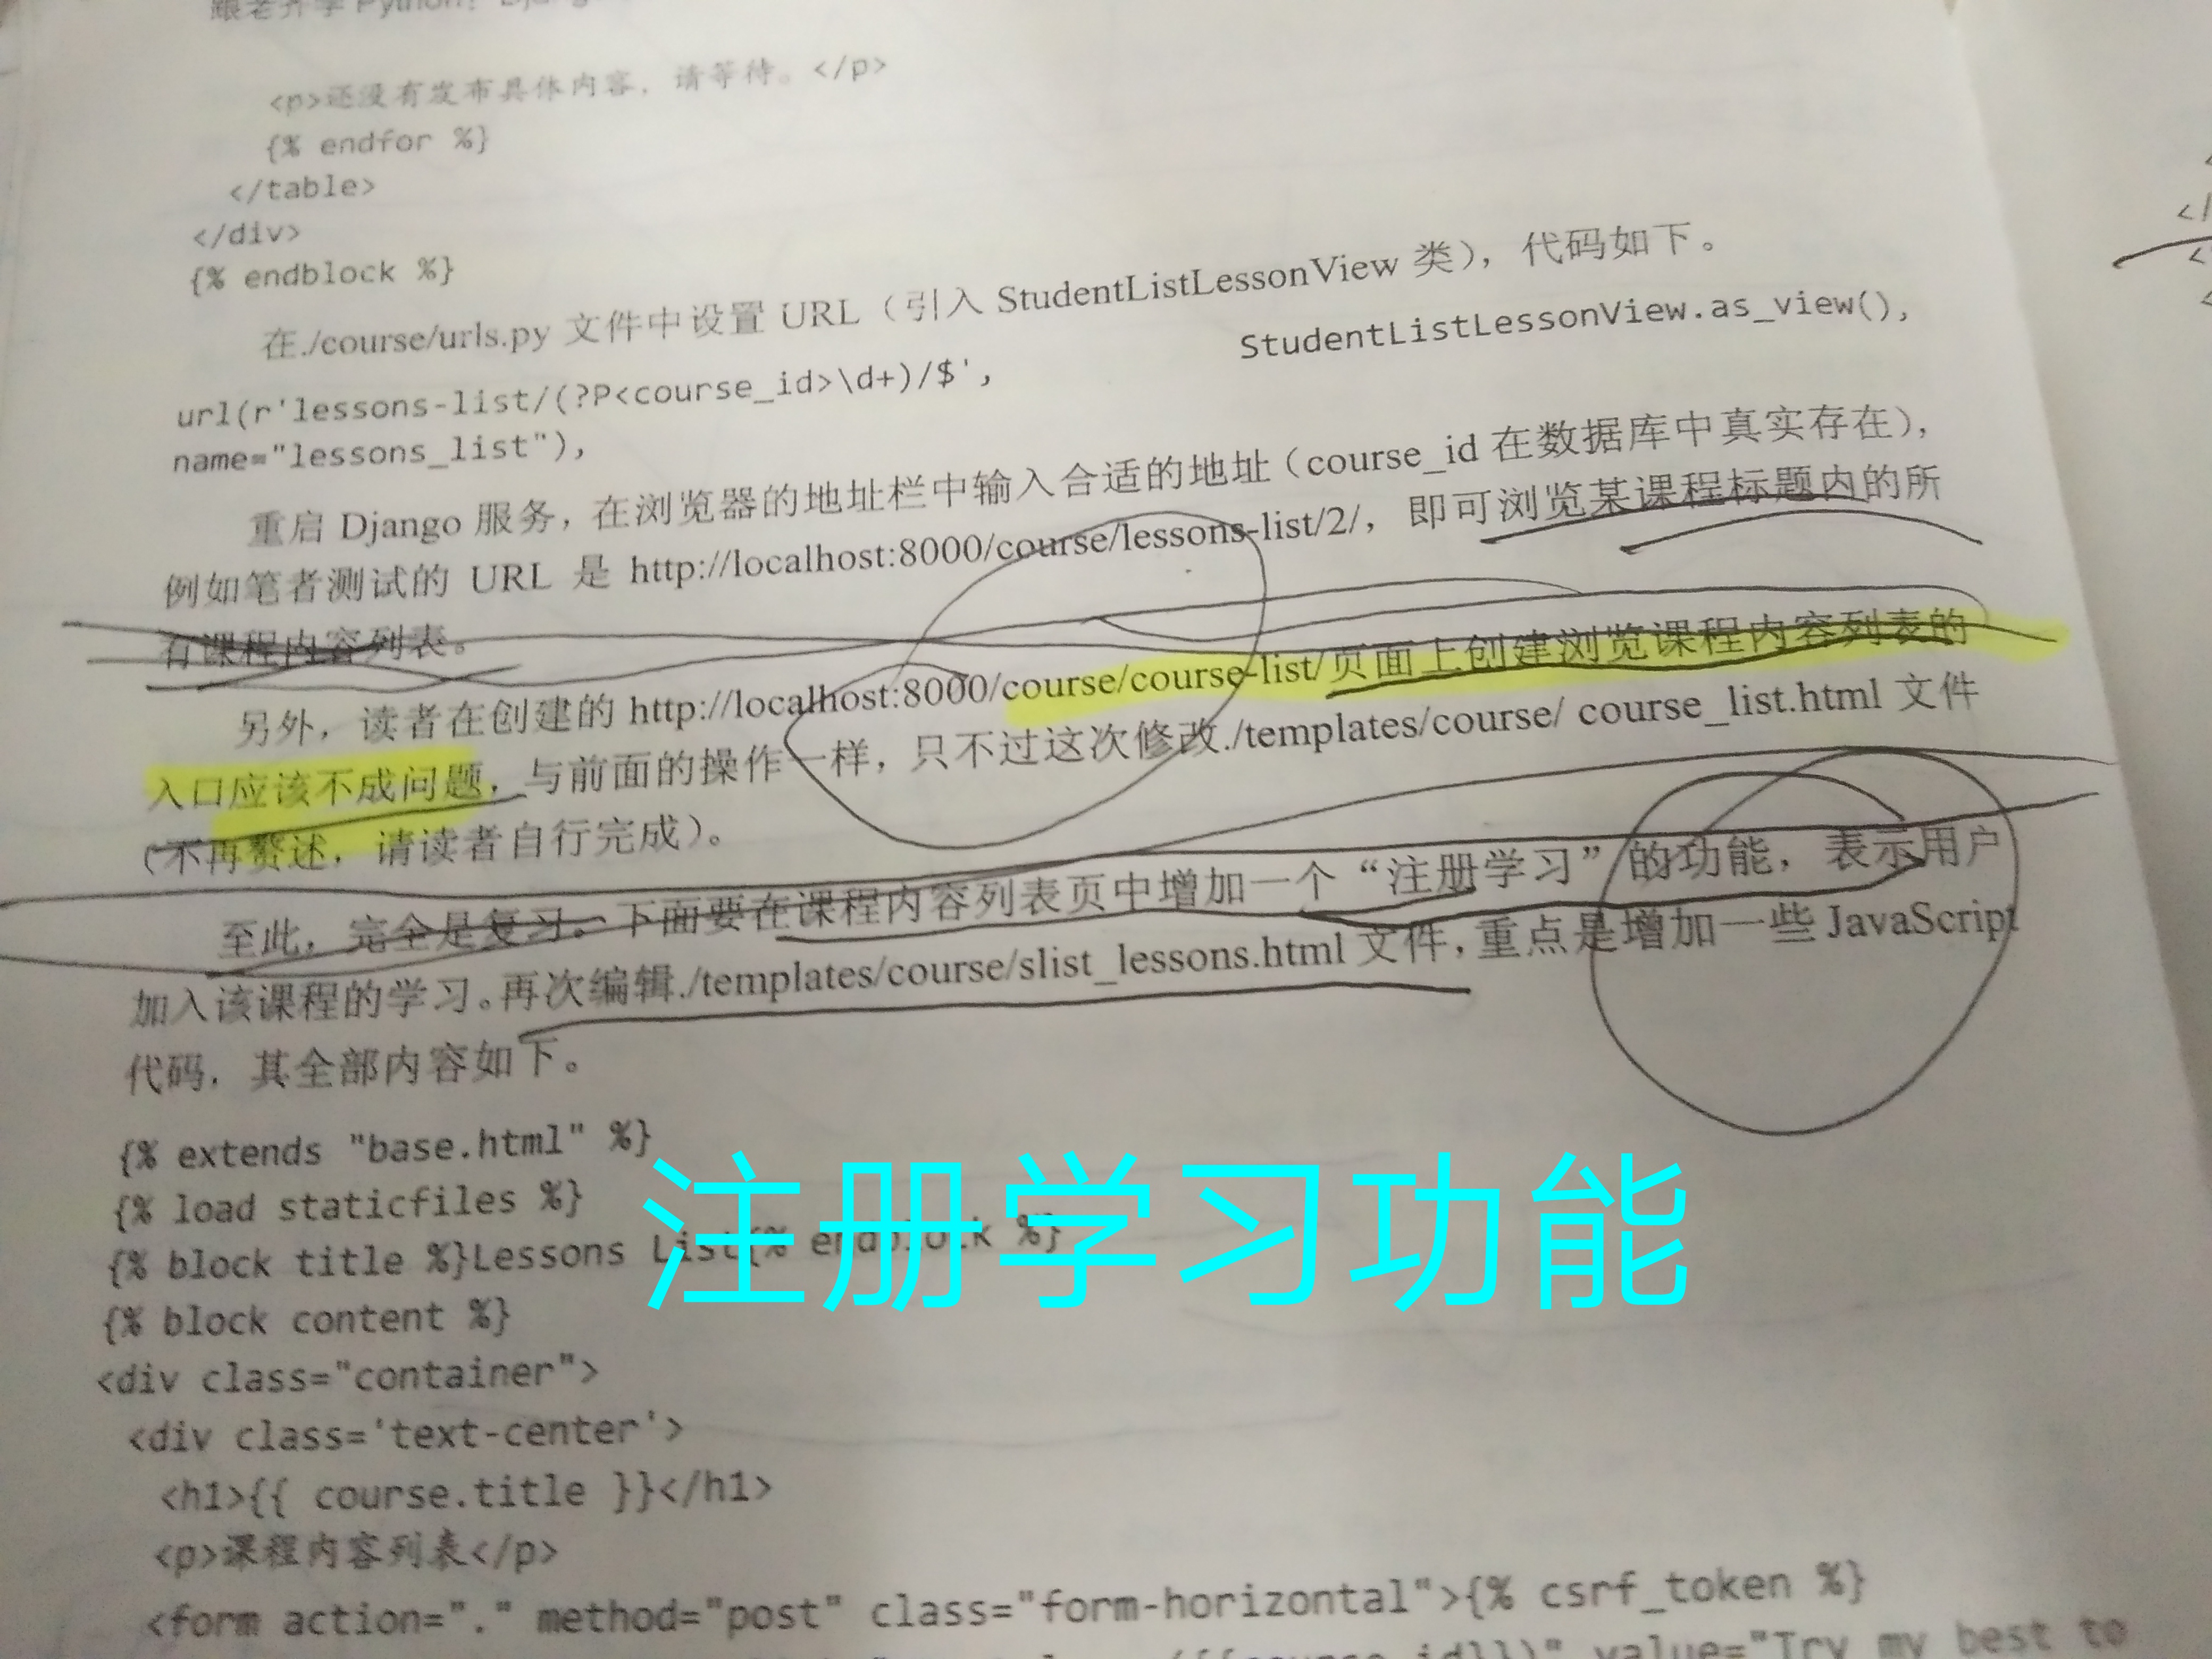 跟老齐学Python：Django
<p>还没有发布具体内容，请等待。</p>
{% endfor %}
</table>
</div>
{% endblock %}
在./course/urls.py 文件中设置 URL（引入 StudentListLessonView 类），代码如下。
url(r'lessons-list/(?P<course_id>\d+)/$', StudentListLessonView.as_view(),
name="lessons_list"),
重启 Django 服务，在浏览器的地址栏中输入合适的地址（course_id 在数据库中真实存在），
例如笔者测试的 URL 是 http://localhost:8000/course/lessons-list/2/，即可浏览某课程标题内的所
有课程内容列表。
另外，读者在创建的 http://localhost:8000/course/course-list/页面上创建浏览课程内容列表的
入口应该不成问题，与前面的操作一样，只不过这次修改./templates/course/ course_list.html 文件
（不再赘述，请读者自行完成）。
至此，完全是复习。下面要在课程内容列表页中增加一个“注册学习”的功能，表示用户
加入该课程的学习。再次编辑./templates/course/slist_lessons.html 文件，重点是增加一些 JavaScript
代码，其全部内容如下。
{% extends "base.html" %}
{% load staticfiles %}
{% block title %}Lessons List{% endblock %}
注册学习功能
{% block content %}
<div class="container">
<div class='text-center'>
<h1>{{ course.title }}</h1>
<p>课程内容列表</p>
<form action="." method="post" class="form-horizontal">{% csrf_token %}
value="Try my best to